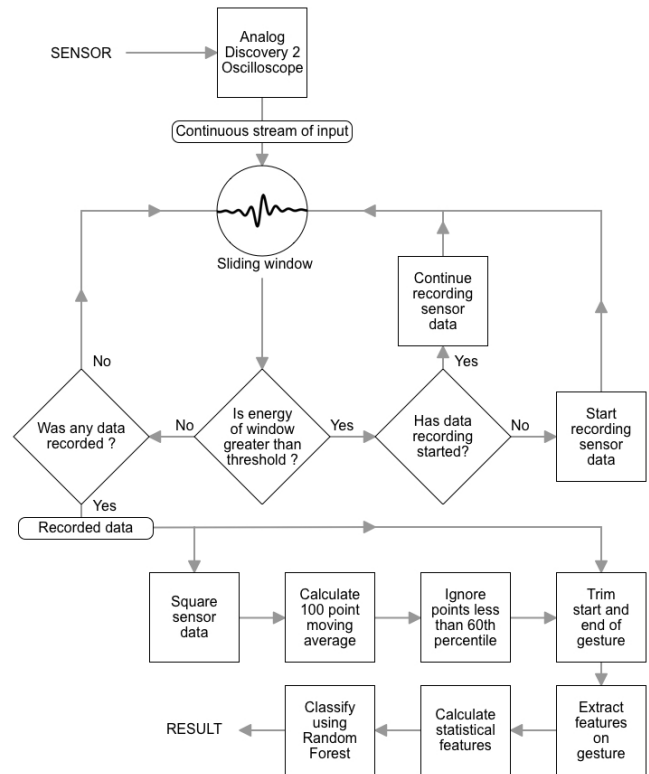 SENSOR
Analog
Discovery 2
Oscilloscope
Continuous stream of input
Sliding window
Continue
recording
sensor
data
No
Yes
Was any data
recorded ?
No
Is energy
of window
greater than
threshold ?
Yes
Has data
recording
started?
No
Start
recording
sensor
data
Yes
Recorded data
Square
sensor
data
Calculate
100 point
moving
average
Ignore
points less
than 60th
percentile
Trim
start and
end of
gesture
RESULT
Classify
using
Random
Forest
Calculate
statistical
features
Extract
features
on
gesture